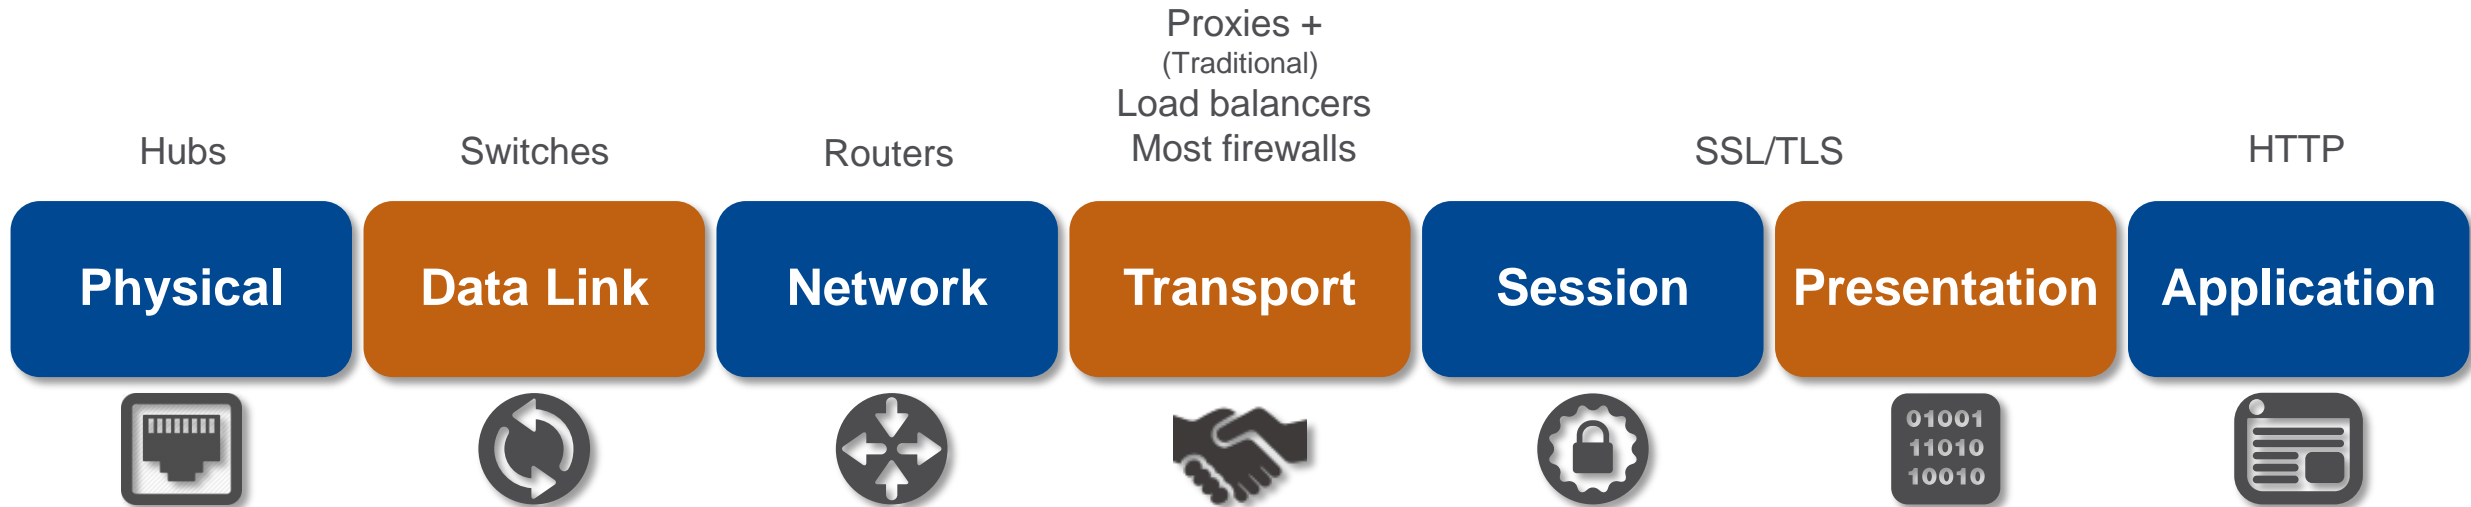 Proxies +
(Traditional)
Load balancers
Most firewalls
Hubs
Switches
Routers
SSL/TLS
HTTP
Physical
Data Link
Network
Transport
Session
Presentation
Application
01001
11010
10010